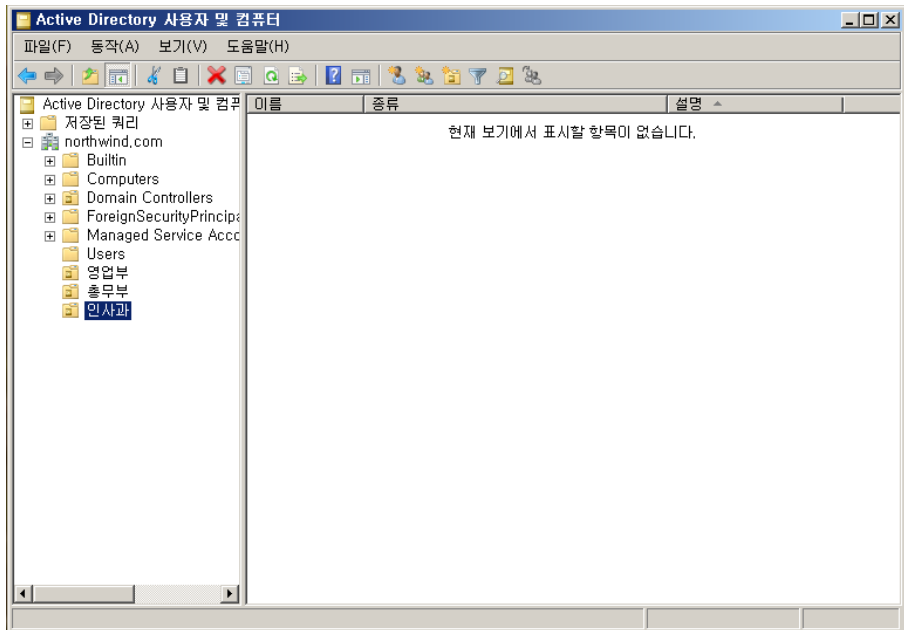 Active Directory 사용자 및 컴퓨터
파일(F) 동작(A) 보기(V) 도움말(H)
Active Directory 사용자 및 컴퓨
저장된 쿼리
northwind.com
Builtin
Computers
Domain Controllers
ForeignSecurityPrincipa
Managed Service Acco
Users
영업부
총무부
인사과
이름 종류 설명
현재 보기에서 표시할 항목이 없습니다.